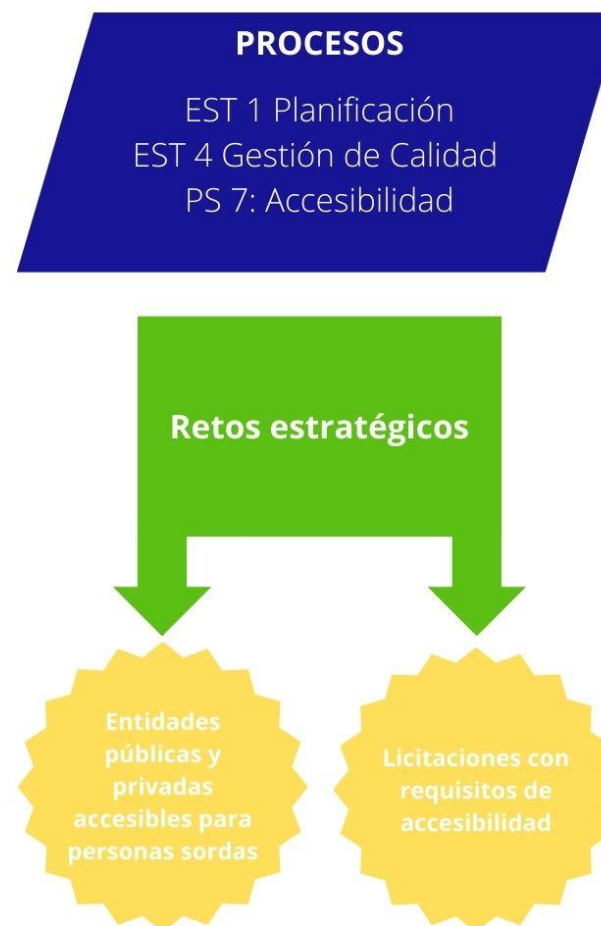 PROCESOS
EST 1 Planificación
EST 4 Gestión de Calidad
PS 7: Accesibilidad
Retos estratégicos
Entidades
públicas y
privadas
accesibles para
personas sordas
Licitaciones con
requisitos de
accesibilidad